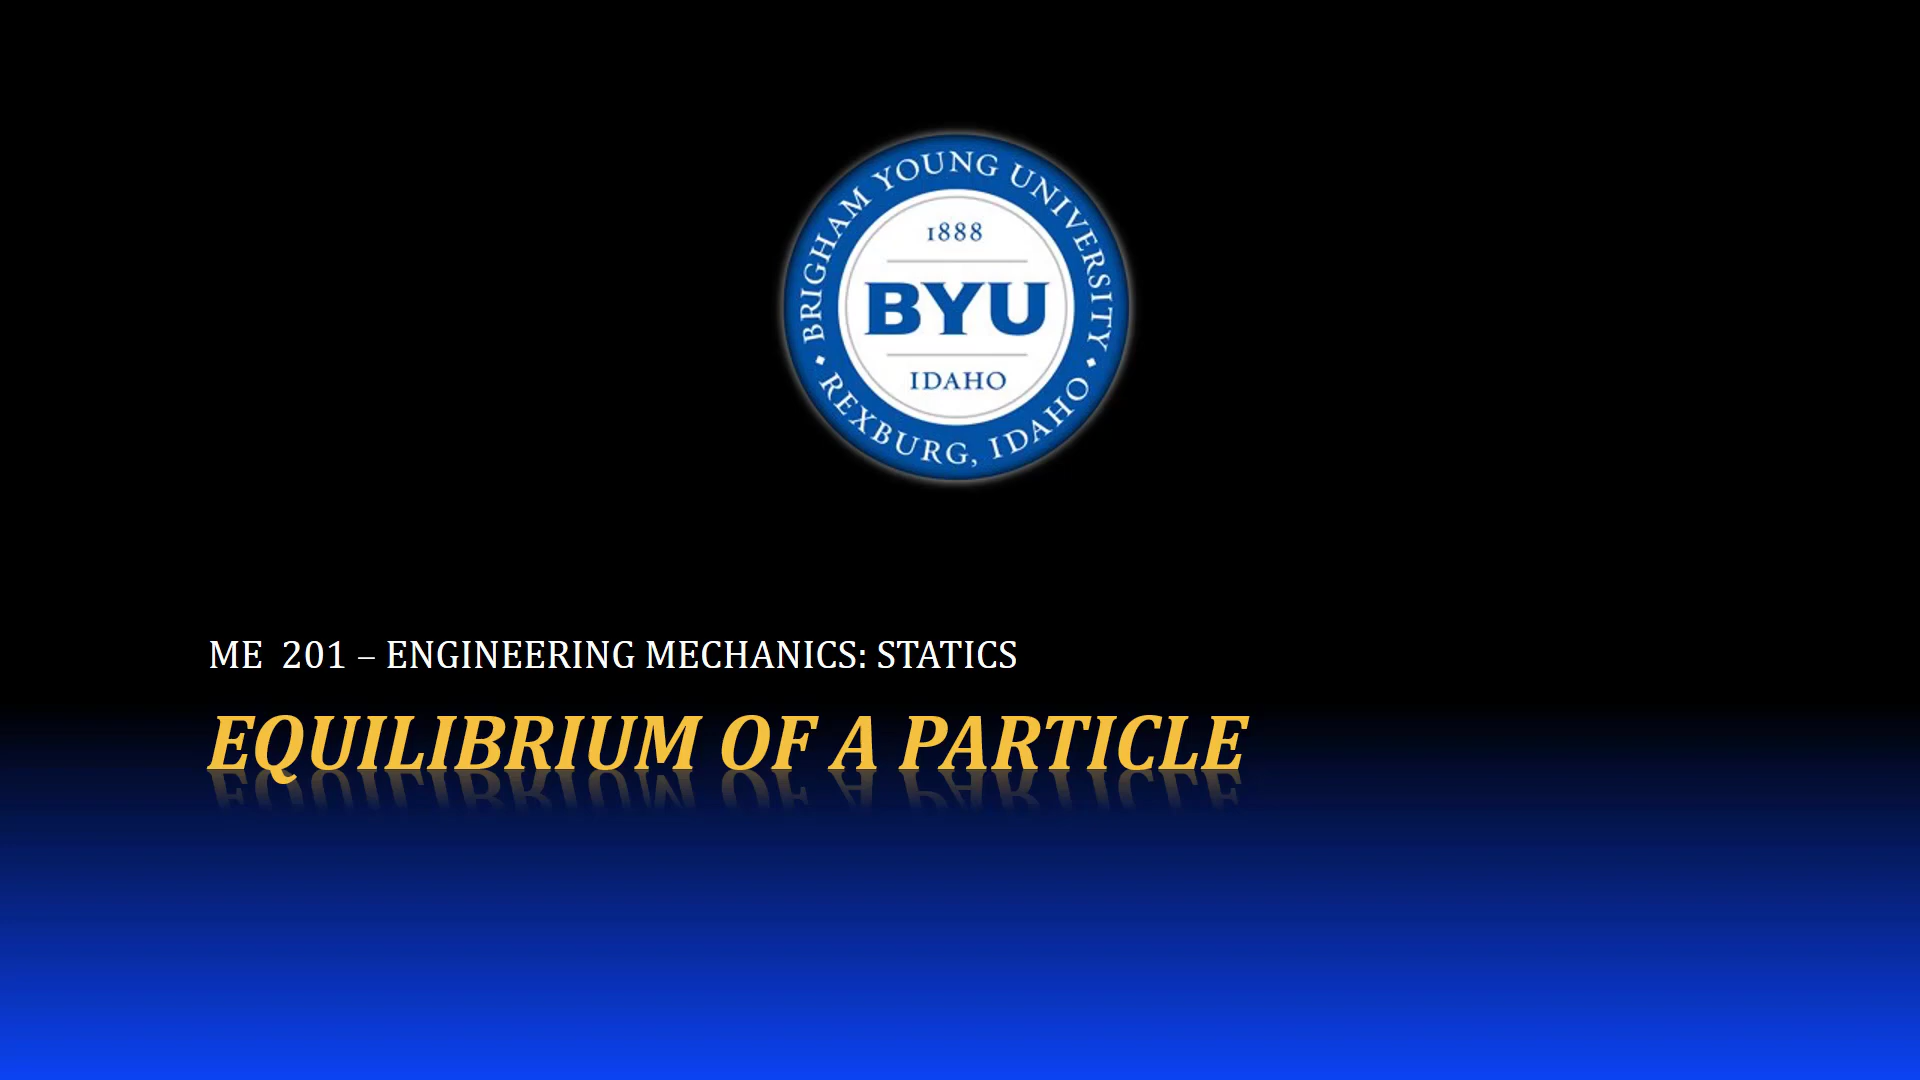 BRIGHAM YOUNG UNIVERSITY
1888
BYU
IDAHO
• REXBURG, IDAHO •
ME 201 – ENGINEERING MECHANICS: STATICS
EQUILIBRIUM OF A PARTICLE